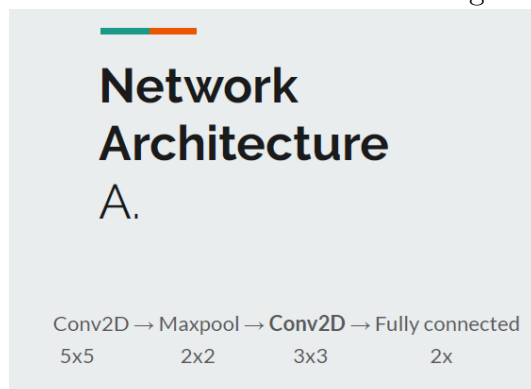 Network
Architecture
A.
Conv2D → Maxpool → Conv2D → Fully connected
5x5 2x2 3x3 2x